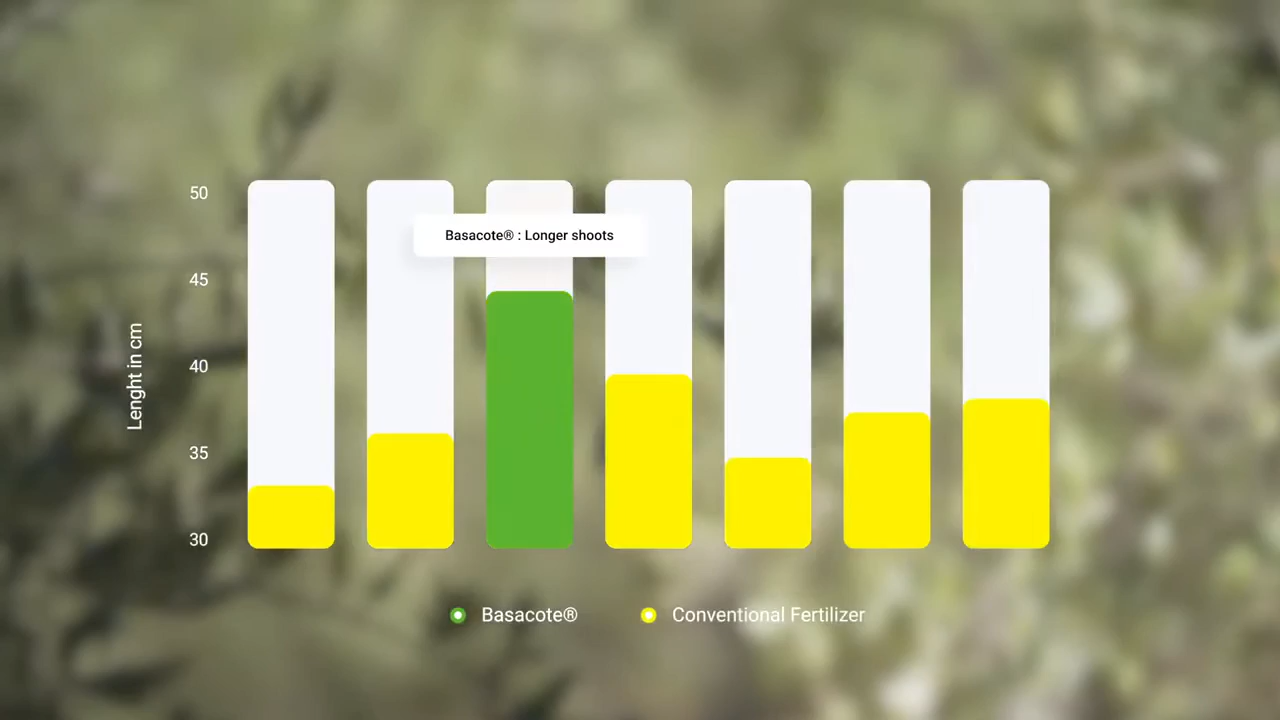 50
Basacote® : Longer shoots
45
40
Lenght in cm
35
30
Basacote®
Conventional Fertilizer